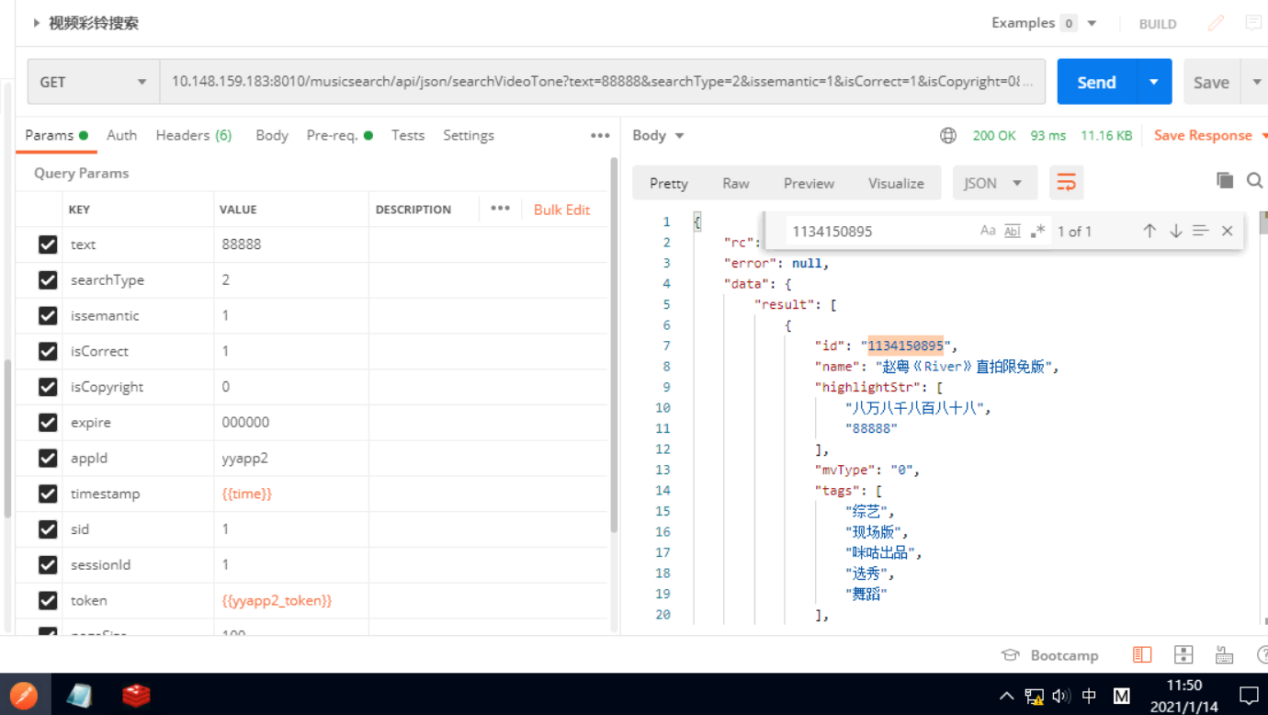 视频彩铃搜索
Examples 0
BUILD
GET
10.148.159.183:8010/musicsearch/api/json/searchVideoTone?text=88888&searchType=2&issemantic=1&isCorrect=1&isCopyright=0& ...
Send
Save
Params
Auth
Headers (6)
Body
Pre-req.
Tests
Settings
Query Params
KEY VALUE DESCRIPTION ••• Bulk Edit
text 88888
searchType 2
issemantic 1
isCorrect 1
isCopyright 0
expire 000000
appId yyapp2
timestamp {{time}}
sid 1
sessionId 1
token {{yyapp2_token}}
pageSize 100
Body
200 OK 93 ms 11.16 KB Save Response
Pretty Raw Preview Visualize JSON
1134150895 Aa Abl .* 1 of 1
1 {
2 "rc":
3 "error": null,
4 "data": {
5 "result": [
6 {
7 "id": "1134150895",
8 "name": "赵粤《River》直拍限免版",
9 "highlightStr": [
10 "八万八千八百八十八",
11 "88888"
12 ],
13 "mvType": "0",
14 "tags": [
15 "综艺",
16 "现场版",
17 "咪咕出品",
18 "选秀",
19 "舞蹈"
20 ],
Bootcamp
中 M
11:50
2021/1/14